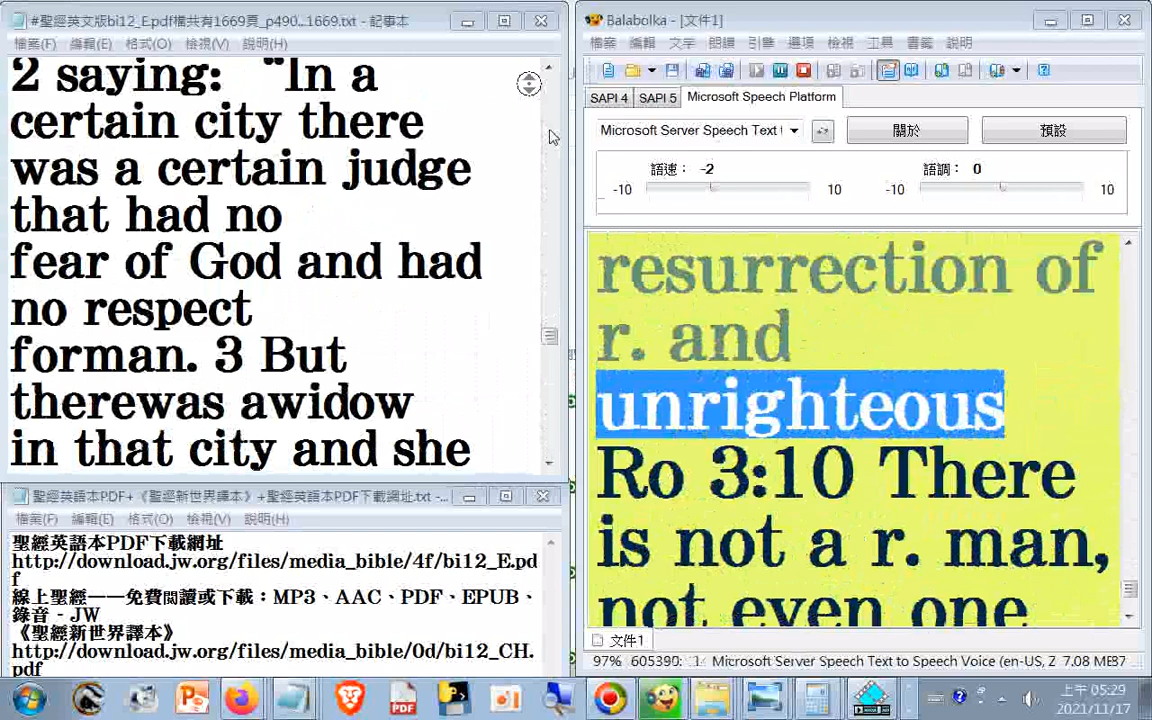 #聖經英文版bi12_E.pdf橫共有1669頁_p490...1669.txt - 記事本
檔案(F) 編輯(E) 格式(O) 檢視(V) 說明(H)
2 saying: “In a
certain city there
was a certain judge
that had no
fear of God and had
no respect
forman. 3 But
therewas awidow
in that city and she
聖經英語本PDF+《聖經新世界譯本》+聖經英語本PDF下載網址.txt -...
檔案(F) 編輯(E) 格式(O) 檢視(V) 說明(H)
聖經英語本PDF下載網址
http://download.jw.org/files/media_bible/4f/bi12_E.pd
f
線上聖經——免費閱讀或下載：MP3、AAC、PDF、EPUB、
錄音 - JW
《聖經新世界譯本》
http://download.jw.org/files/media_bible/0d/bi12_CH.
pdf
Balabolka - [文件1]
檔案 編輯 文字 朗讀 引擎 選項 檢視 工具 書籤 說明
SAPI 4 SAPI 5 Microsoft Speech Platform
Microsoft Server Speech Text 關於 預設
語速： -2 語調： 0
-10 10 -10 10
resurrection of
r. and
unrighteous
Ro 3:10 There
is not a r. man,
not even one
文件1
97% Microsoft Server Speech Text to Speech Voice (en-US, Z 7.08 MB
上午 05:29
2021/11/17